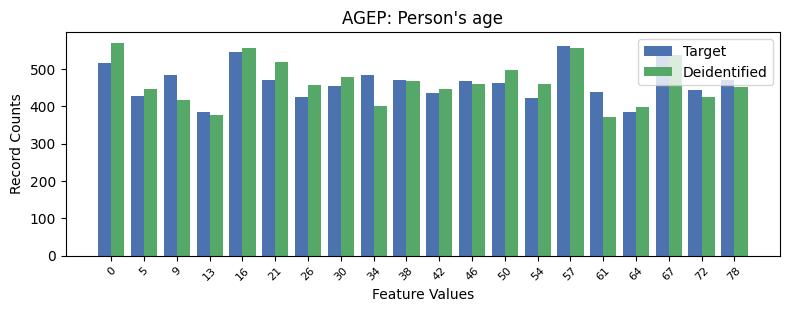 AGEP: Person's age
Target
Deidentified
Record Counts
500
400
300
200
100
0
0 5 9 13 16 21 26 30 34 38 42 46 50 54 57 61 64 67 72 78
Feature Values